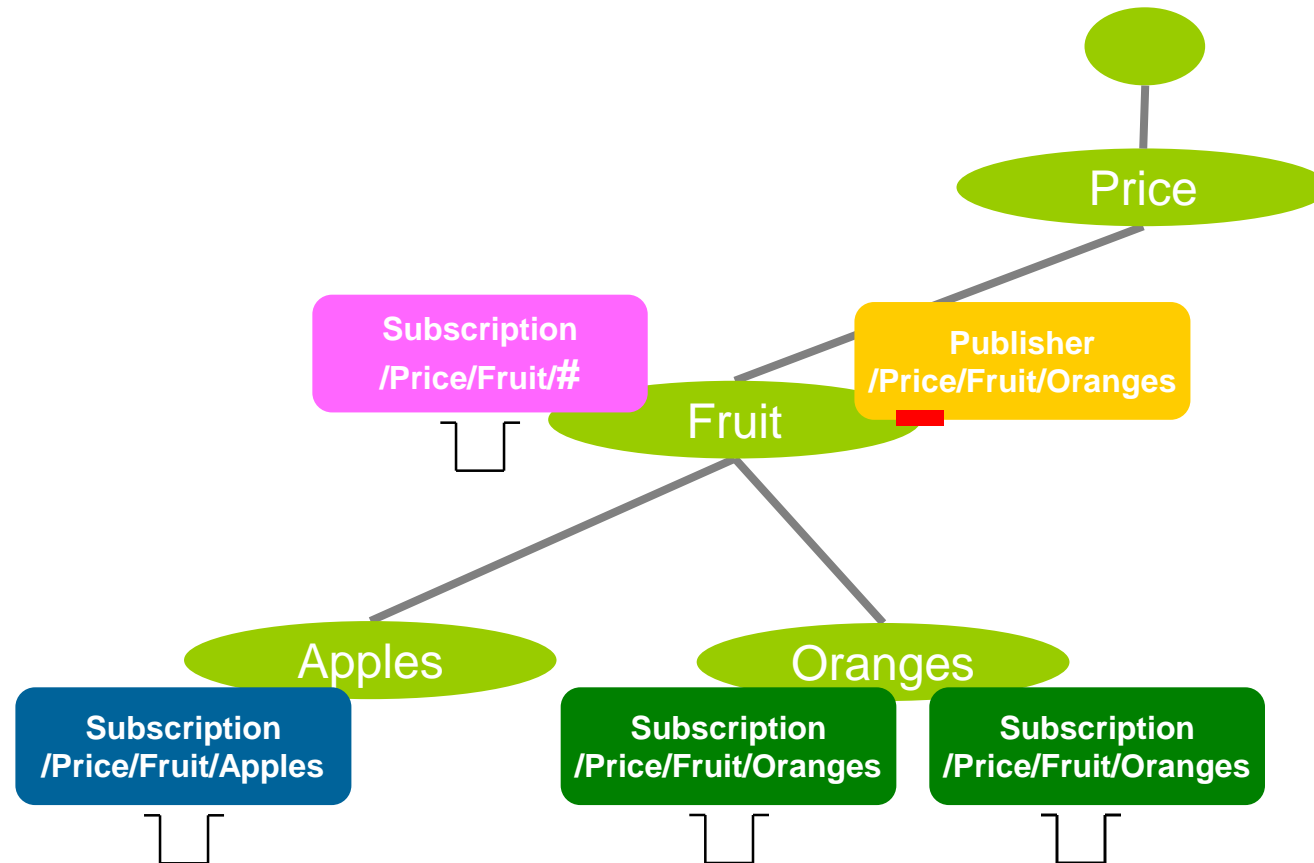 Price
Subscription
/Price/Fruit/#
Publisher
/Price/Fruit/Oranges
Fruit
Apples
Oranges
Subscription
/Price/Fruit/Apples
Subscription
/Price/Fruit/Oranges
Subscription
/Price/Fruit/Oranges